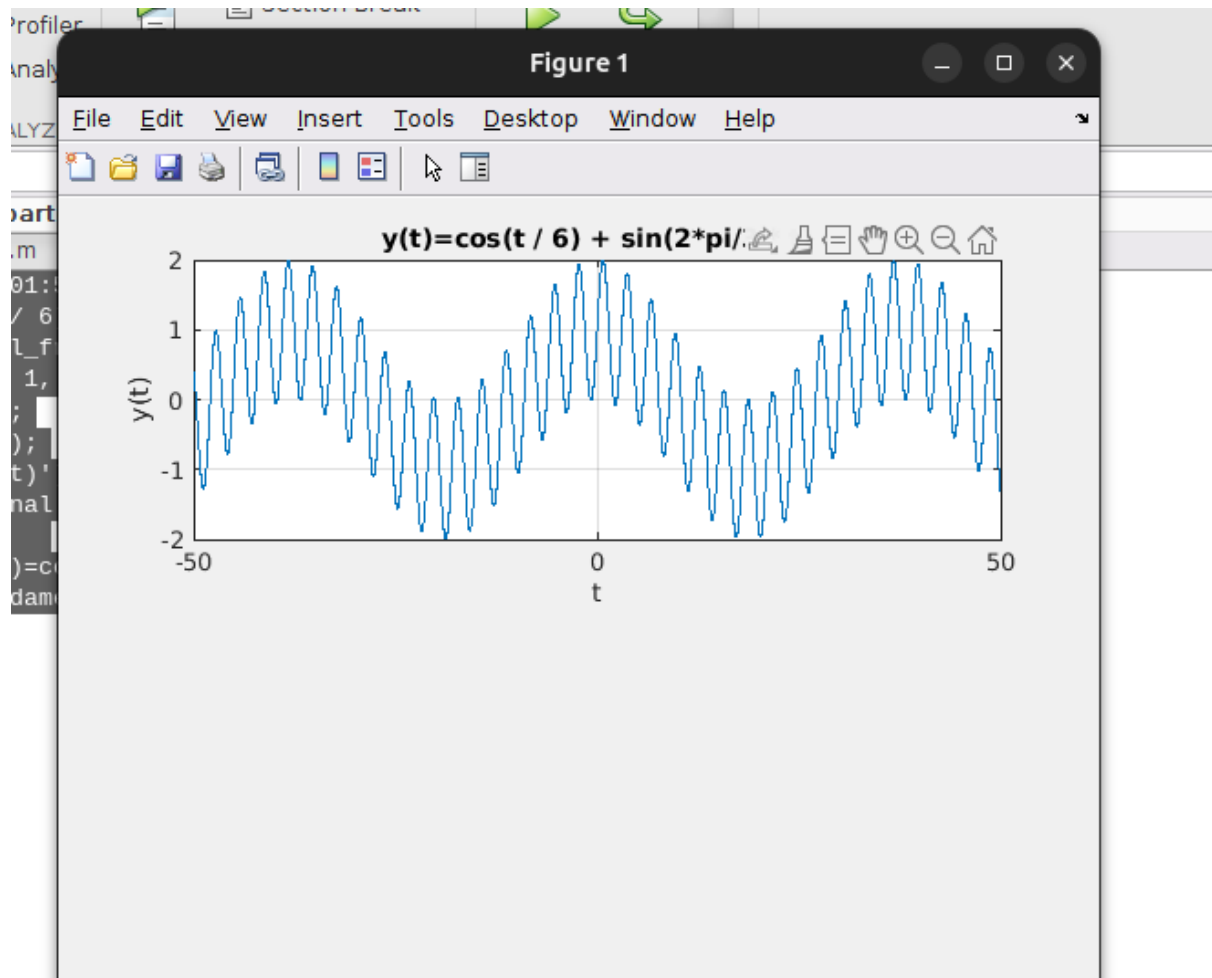 Profiler
Section Break
Figure 1
File Edit View Insert Tools Desktop Window Help
y(t)=cos(t / 6) + sin(2*pi/
.m
/ 6
1,
;
);
t)'
2
1
0
-1
-2
y(t)
-50
0
50
t